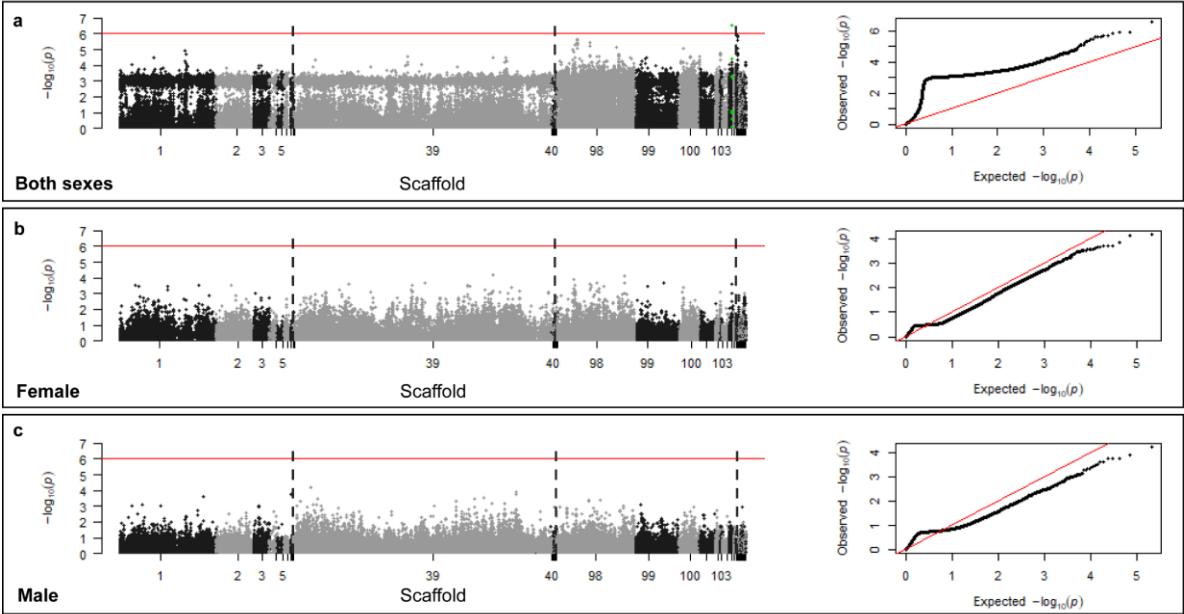 a
7
6
5
4
3
2
1
0
−log₁₀(p)
1 2 3 5 39 40 98 99 100 103
Both sexes
Scaffold
6
4
2
0
Observed −log₁₀(p)
0 1 2 3 4 5
Expected −log₁₀(p)
b
7
6
5
4
3
2
1
0
−log₁₀(p)
1 2 3 5 39 40 98 99 100 103
Female
Scaffold
4
3
2
1
0
Observed −log₁₀(p)
0 1 2 3 4 5
Expected −log₁₀(p)
c
7
6
5
4
3
2
1
0
−log₁₀(p)
1 2 3 5 39 40 98 99 100 103
Male
Scaffold
4
3
2
1
0
Observed −log₁₀(p)
0 1 2 3 4 5
Expected −log₁₀(p)